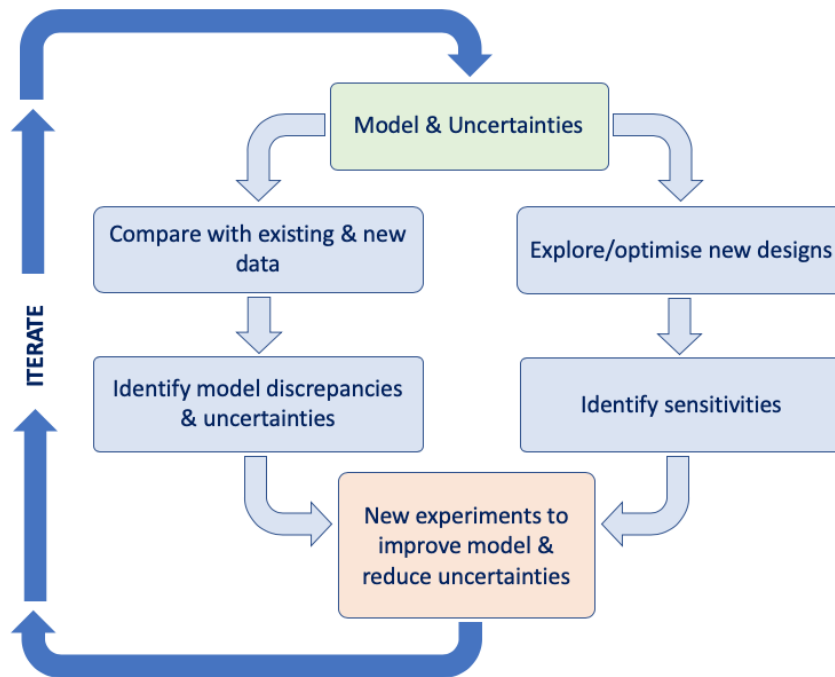 Model & Uncertainties
Compare with existing & new
data
Explore/optimise new designs
ITERATE
Identify model discrepancies
& uncertainties
Identify sensitivities
New experiments to
improve model &
reduce uncertainties